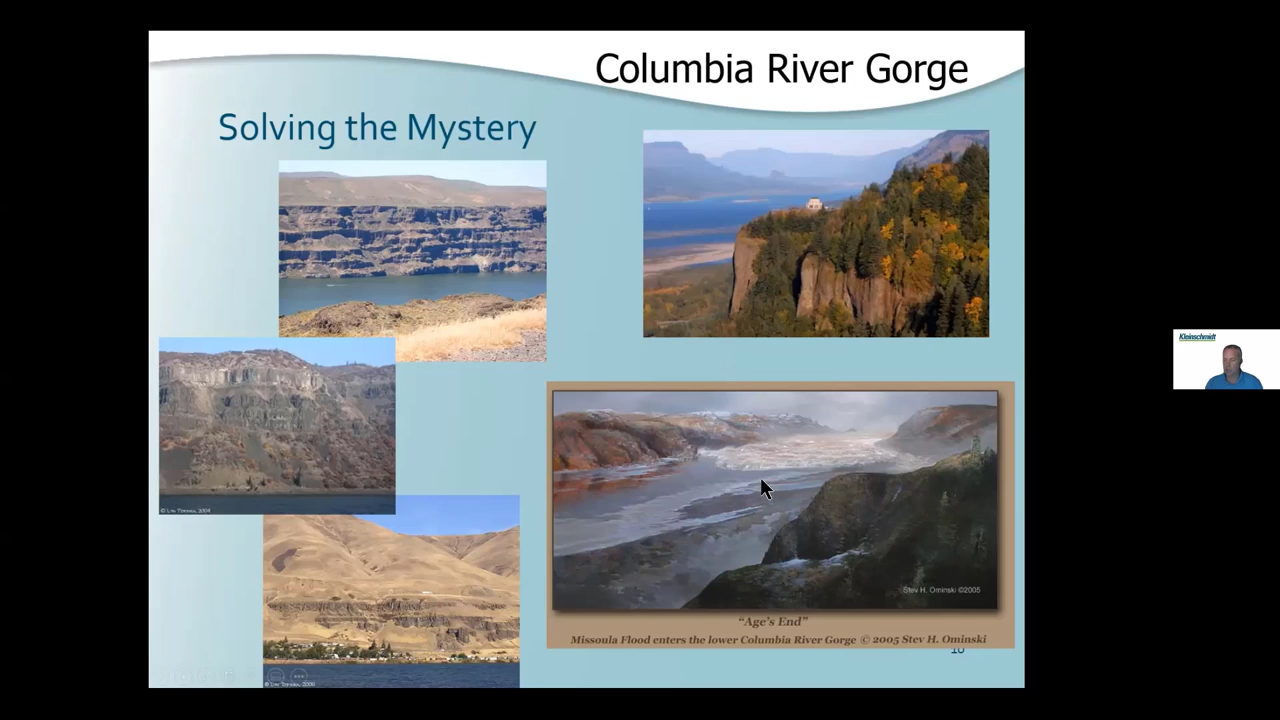 Columbia River Gorge
Solving the Mystery
Kleinschmidt
Stev H. Ominski ©2005
"Age's End"
Missoula Flood enters the lower Columbia River Gorge © 2005 Stev H. Ominski
10